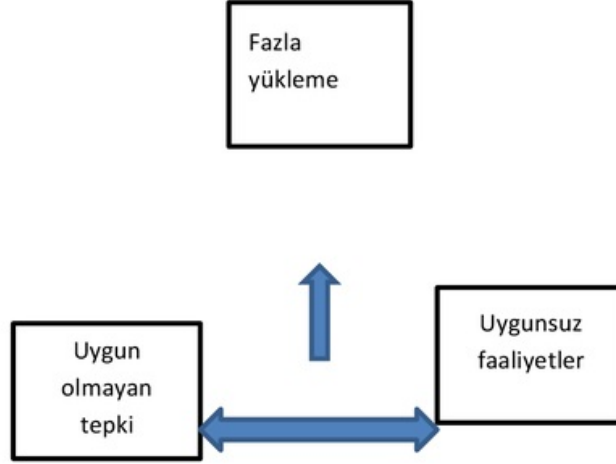 Fazla
yükleme
Uygun
olmayan
tepki
Uygunsuz
faaliyetler